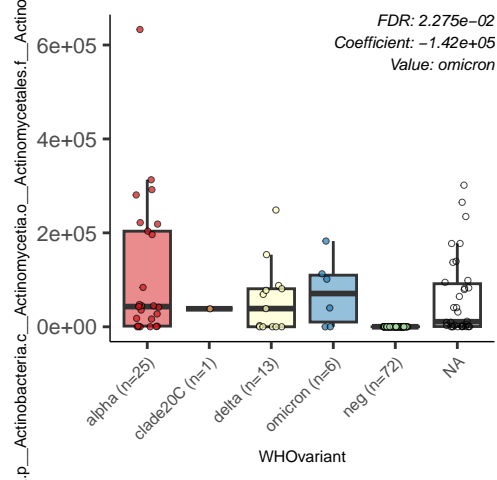 .p__Actinobacteria.c__Actinomycetia.o__Actinomycetales.f__Actino
FDR: 2.275e−02
Coefficient: −1.42e+05
Value: omicron
6e+05
4e+05
2e+05
0e+00
alpha (n=25)
clade20C (n=1)
delta (n=13)
omicron (n=6)
neg (n=72)
NA
WHOvariant